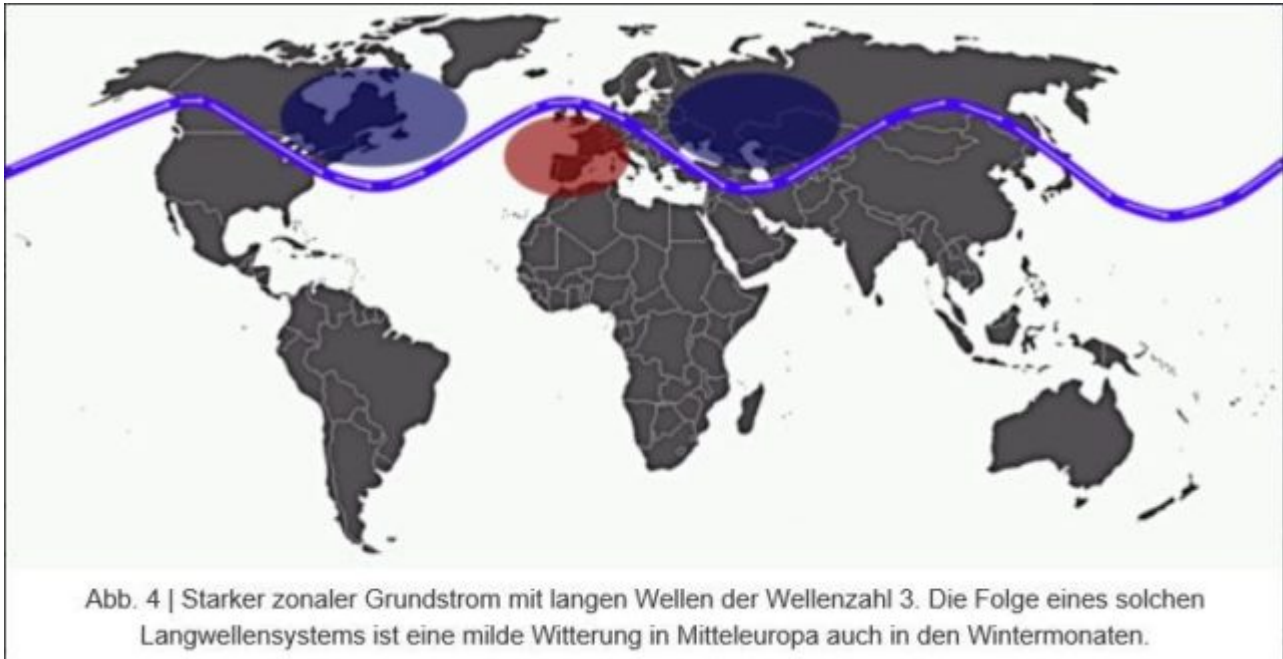 Abb. 4 | Starker zonaler Grundstrom mit langen Wellen der Wellenzahl 3. Die Folge eines solchen
Langwellensystems ist eine milde Witterung in Mitteleuropa auch in den Wintermonaten.